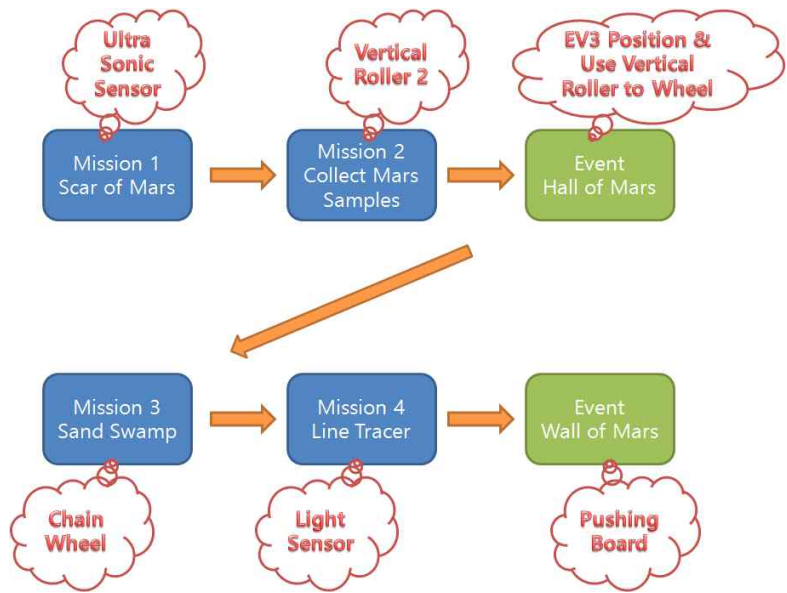 Ultra
Sonic
Sensor
Vertical
Roller 2
EV3 Position &
Use Vertical
Roller to Wheel
Mission 1
Scar of Mars
Mission 2
Collect Mars
Samples
Event
Hall of Mars
Mission 3
Sand Swamp
Mission 4
Line Tracer
Event
Wall of Mars
Chain
Wheel
Light
Sensor
Pushing
Board